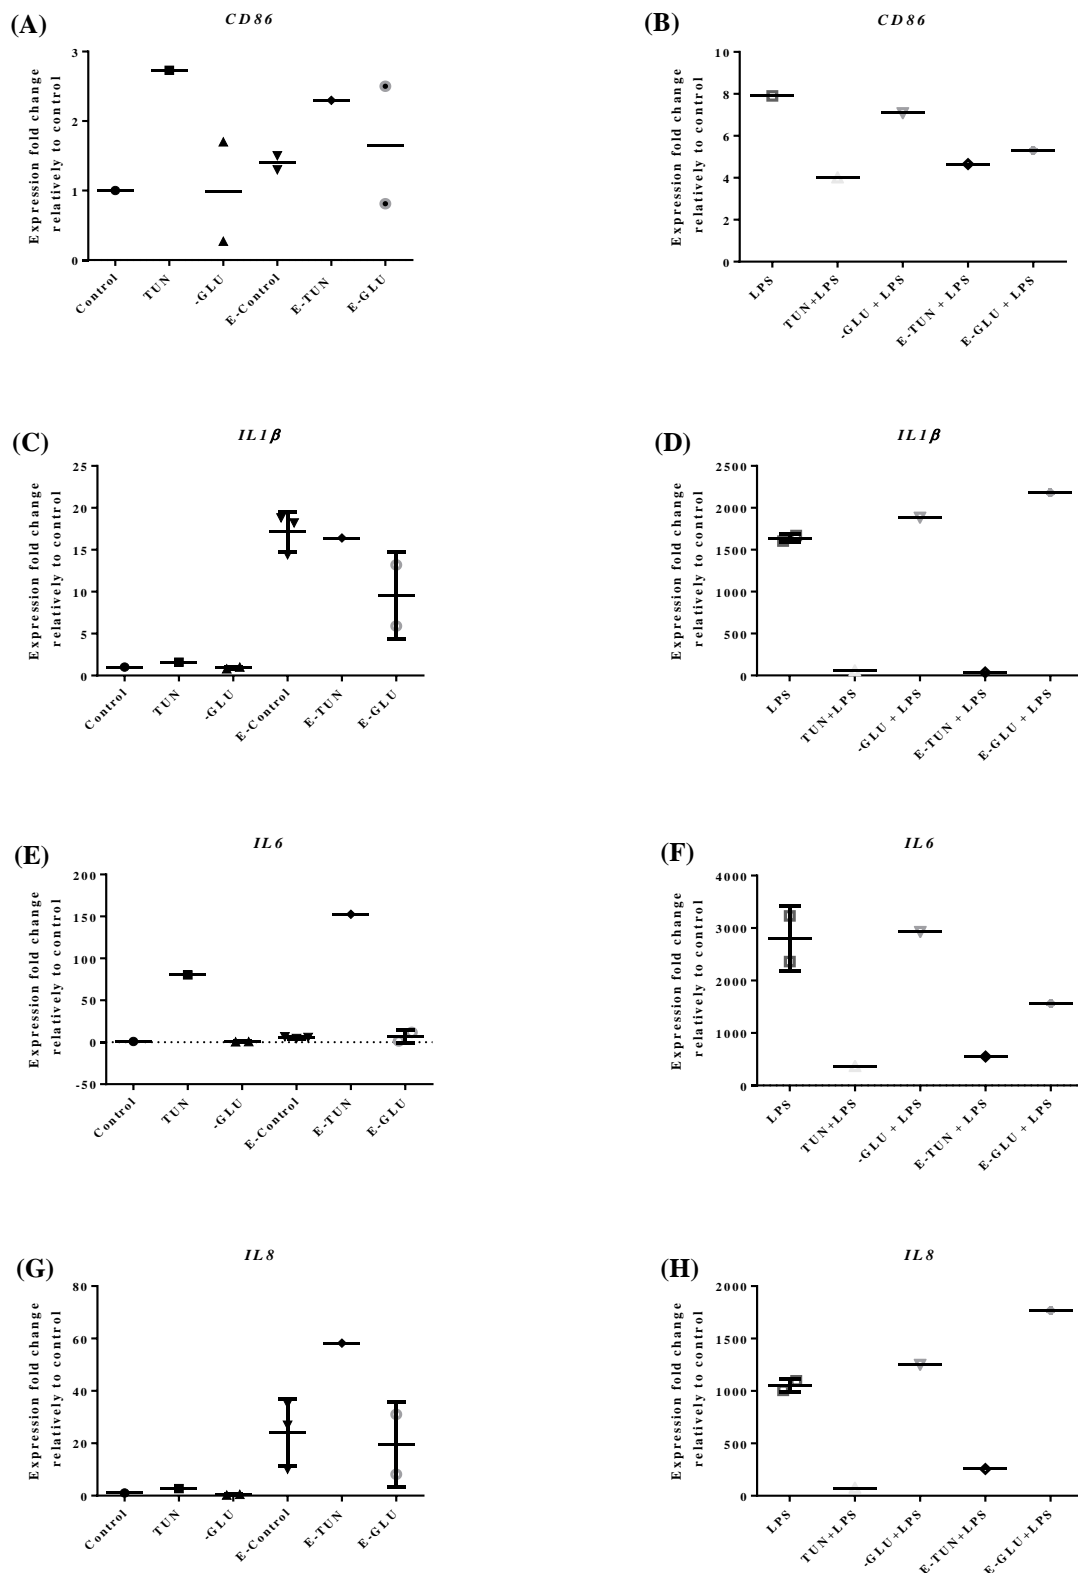 (A)
CD86
Expression fold change
relatively to control
3
2
1
0
Control
TUN
-GLU
E-Control
E-TUN
E-GLU
(B)
CD86
Expression fold change
relatively to control
10
8
6
4
2
0
LPS
TUN+LPS
-GLU + LPS
E-TUN + LPS
E-GLU + LPS
(C)
IL1β
Expression fold change
relatively to control
25
20
15
10
5
0
Control
TUN
-GLU
E-Control
E-TUN
E-GLU
(D)
IL1β
Expression fold change
relatively to control
2500
2000
1500
1000
500
0
LPS
TUN+LPS
-GLU + LPS
E-TUN + LPS
E-GLU + LPS
(E)
IL6
Expression fold change
relatively to control
200
150
100
50
0
-50
Control
TUN
-GLU
E-Control
E-TUN
E-GLU
(F)
IL6
Expression fold change
relatively to control
4000
3000
2000
1000
0
LPS
TUN+LPS
-GLU + LPS
E-TUN + LPS
E-GLU + LPS
(G)
IL8
Expression fold change
relatively to control
80
60
40
20
0
Control
TUN
-GLU
E-Control
E-TUN
E-GLU
(H)
IL8
Expression fold change
relatively to control
2000
1500
1000
500
0
LPS
TUN+LPS
-GLU+LPS
E-TUN+LPS
E-GLU+LPS